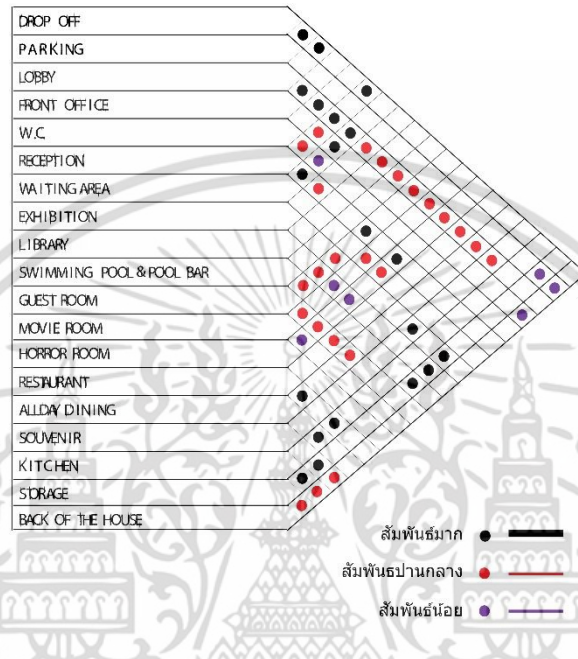 DROP OFF
PARKING
LOBBY
FRONT OFFICE
W.C.
RECEPTION
WAITING AREA
EXHIBITION
LIBRARY
SWIMMING POOL & POOL BAR
GUEST ROOM
MOVIE ROOM
HORROR ROOM
RESTAURANT
ALLDAY DINING
SOUVENIR
KITCHEN
STORAGE
BACK OF THE HOUSE
สัมพันธ์มาก
สัมพันธปานกลาง
สัมพันธ์น้อย